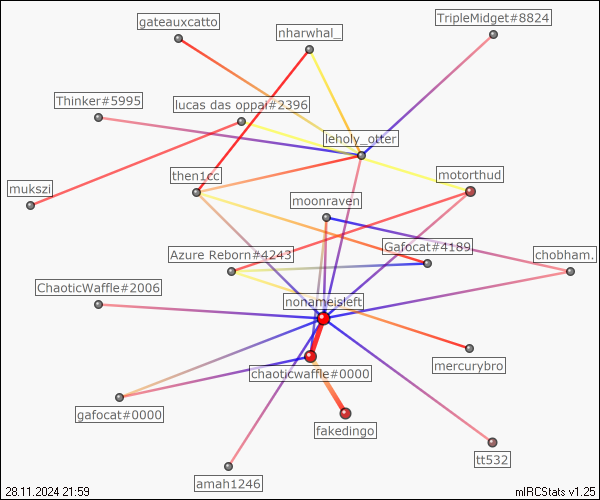 TripleMidget#8824
gateauxcatto
nharwhal_
Thinker#5995
lucas das oppai#2396
leholy_otter
then1cc
motorthud
mukszi
moonraven
Gafocat#4189
Azure Reborn#4243
chobham.
ChaoticWaffle#2006
nonameisleft
mercurybro
chaoticwaffle#0000
gafocat#0000
fakedingo
tt532
amah1246
28.11.2024 21:59
mIRCStats v1.25